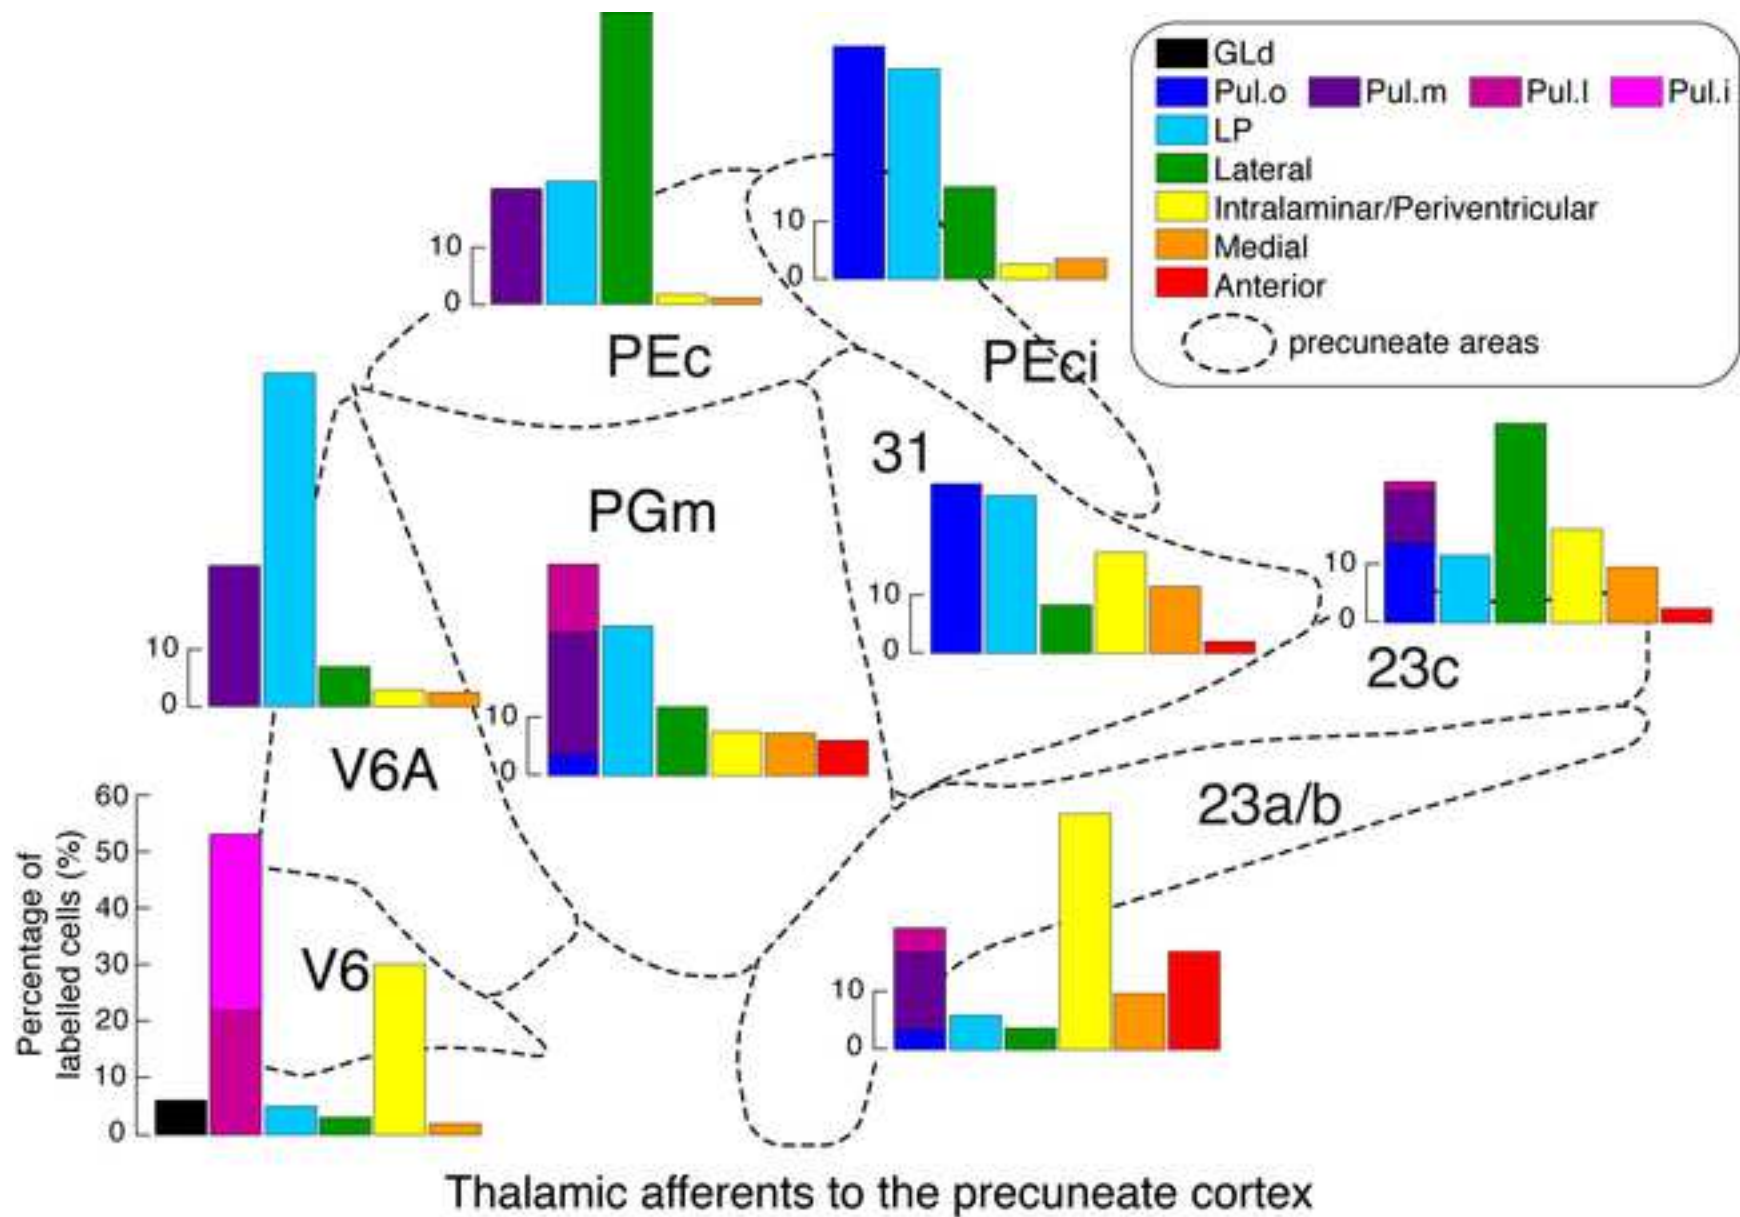 GLd
Pul.o Pul.m Pul.l Pul.i
LP
Lateral
Intralaminar/Periventricular
Medial
Anterior
precuneate areas
10
0
PEc
10
0
PEci
31
10
0
10
0
23c
PGm
10
0
10
0
V6A
23a/b
10
0
Percentage of
labelled cells (%)
60
50
40
30
20
10
0
V6
Thalamic afferents to the precuneate cortex